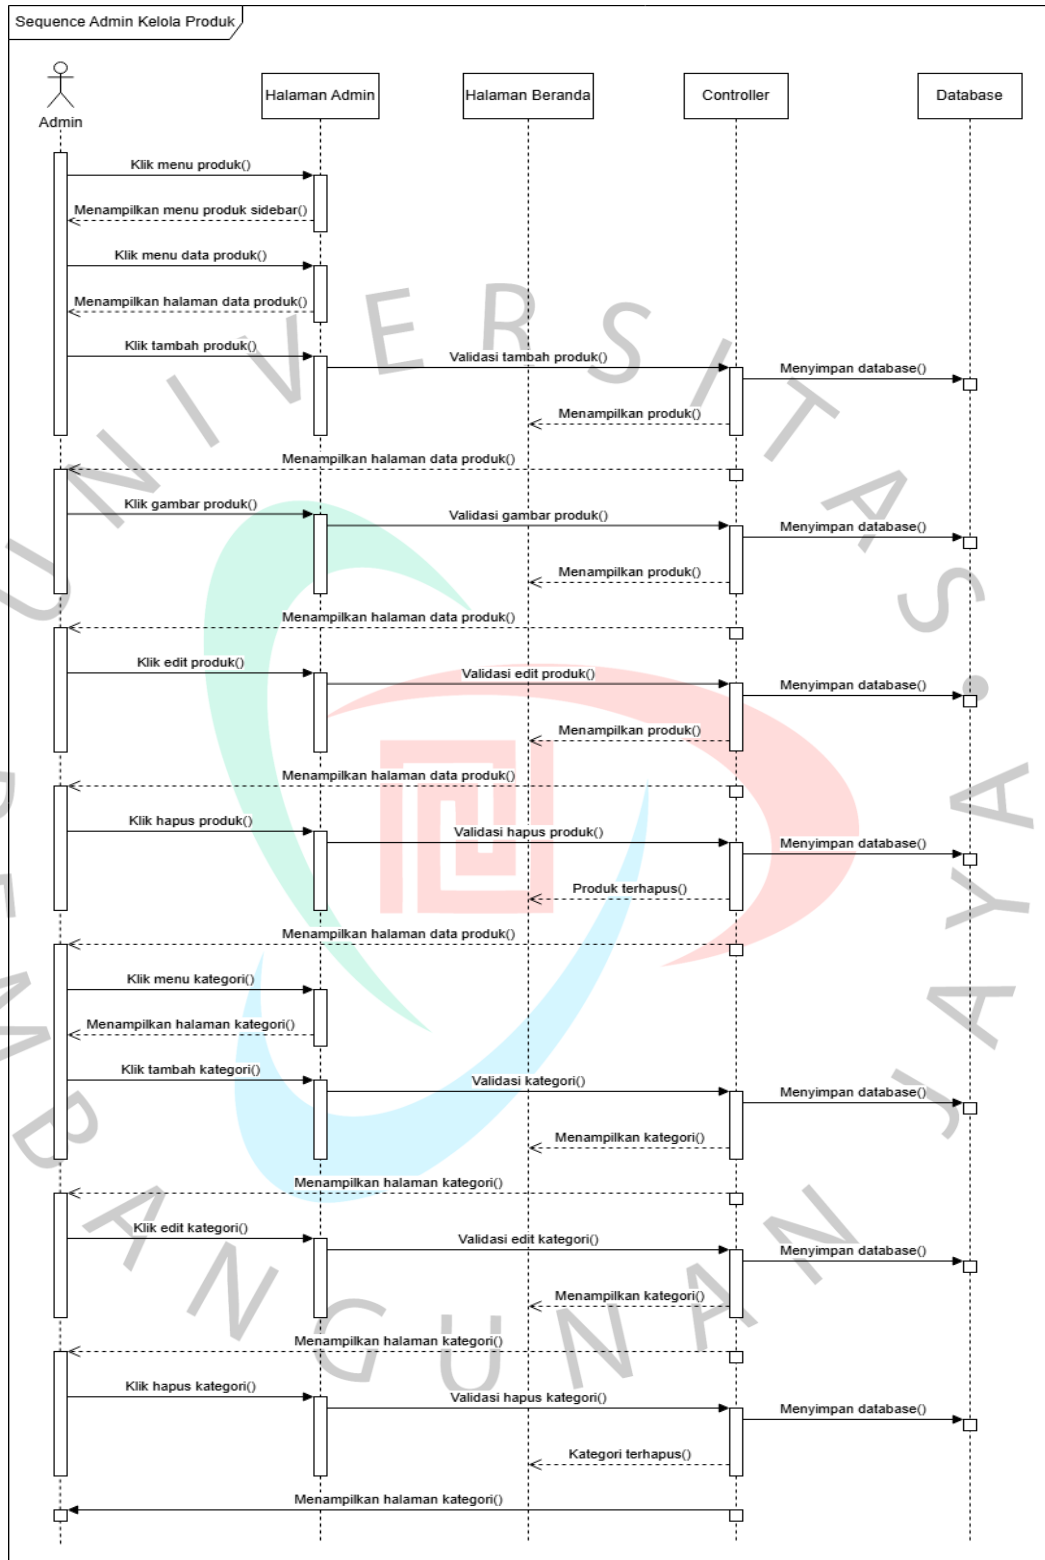 Sequence Admin Kelola Produk
Admin
Halaman Admin
Halaman Beranda
Controller
Database
Klik menu produk()
Menampilkan menu produk sidebar()
Klik menu data produk()
Menampilkan halaman data produk()
Klik tambah produk()
Validasi tambah produk()
Menyimpan database()
Menampilkan produk()
Menampilkan halaman data produk()
Klik gambar produk()
Validasi gambar produk()
Menyimpan database()
Menampilkan produk()
Menampilkan halaman data produk()
Klik edit produk()
Validasi edit produk()
Menyimpan database()
Menampilkan produk()
Menampilkan halaman data produk()
Klik hapus produk()
Validasi hapus produk()
Menyimpan database()
Produk terhapus()
Menampilkan halaman data produk()
Klik menu kategori()
Menampilkan halaman kategori()
Klik tambah kategori()
Validasi kategori()
Menyimpan database()
Menampilkan kategori()
Menampilkan halaman kategori()
Klik edit kategori()
Validasi edit kategori()
Menyimpan database()
Menampilkan kategori()
Menampilkan halaman kategori()
Klik hapus kategori()
Validasi hapus kategori()
Menyimpan database()
Kategori terhapus()
Menampilkan halaman kategori()
UNIVERSITAS
PEMBANGUNAN JAYA